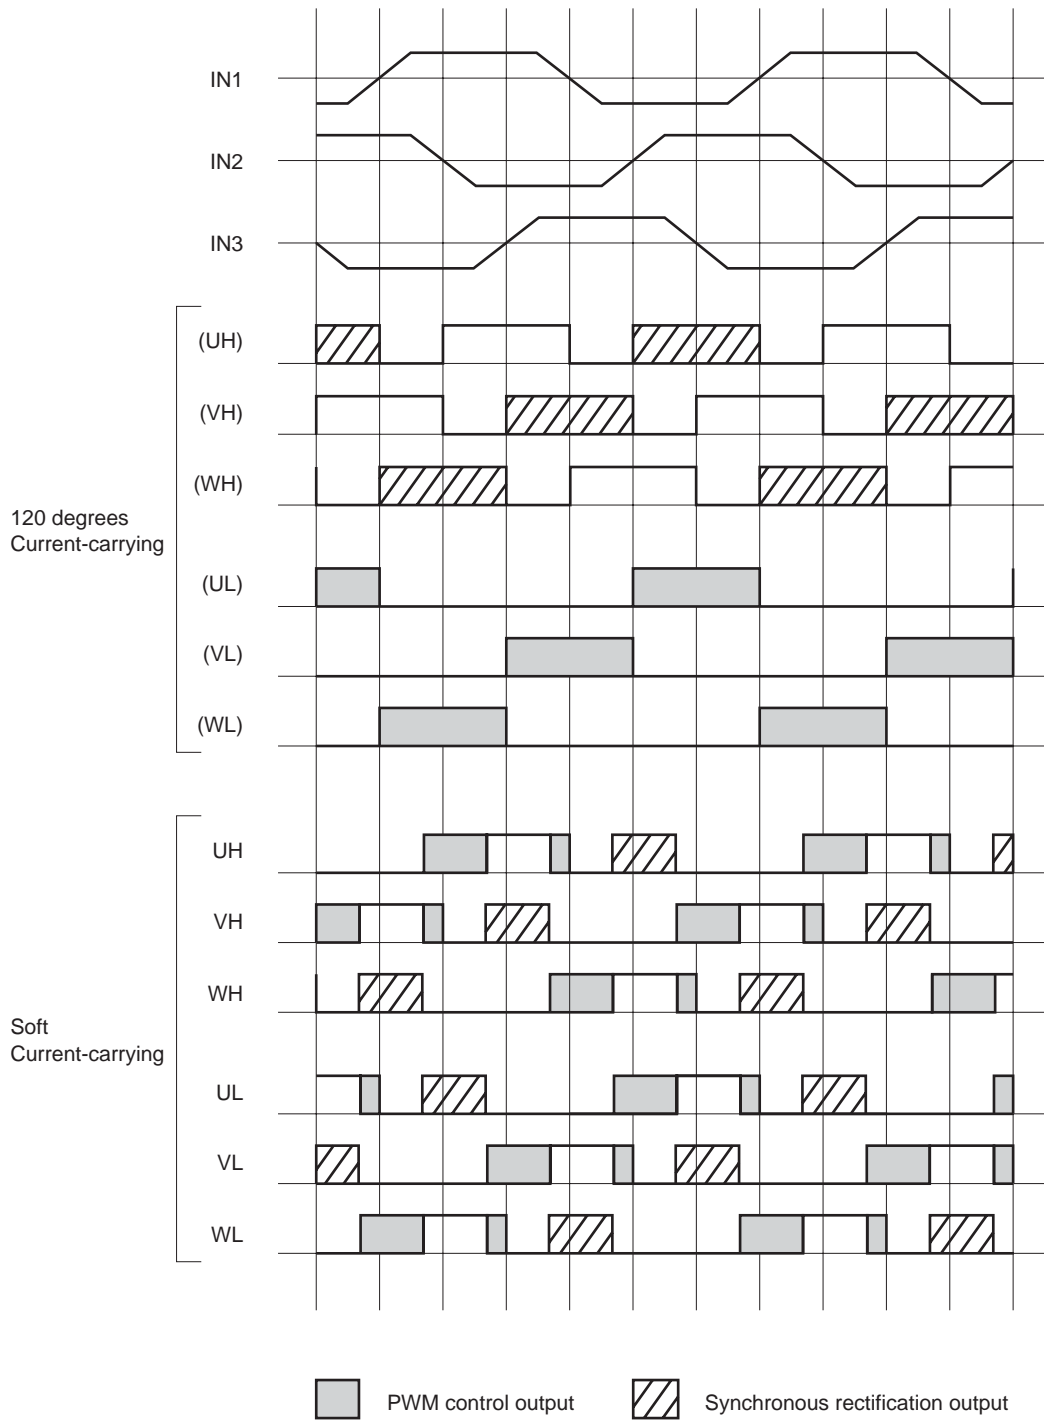 IN1
IN2
IN3
(UH)
(VH)
(WH)
120 degrees
Current-carrying
(UL)
(VL)
(WL)
UH
VH
WH
Soft
Current-carrying
UL
VL
WL
PWM control output
Synchronous rectification output